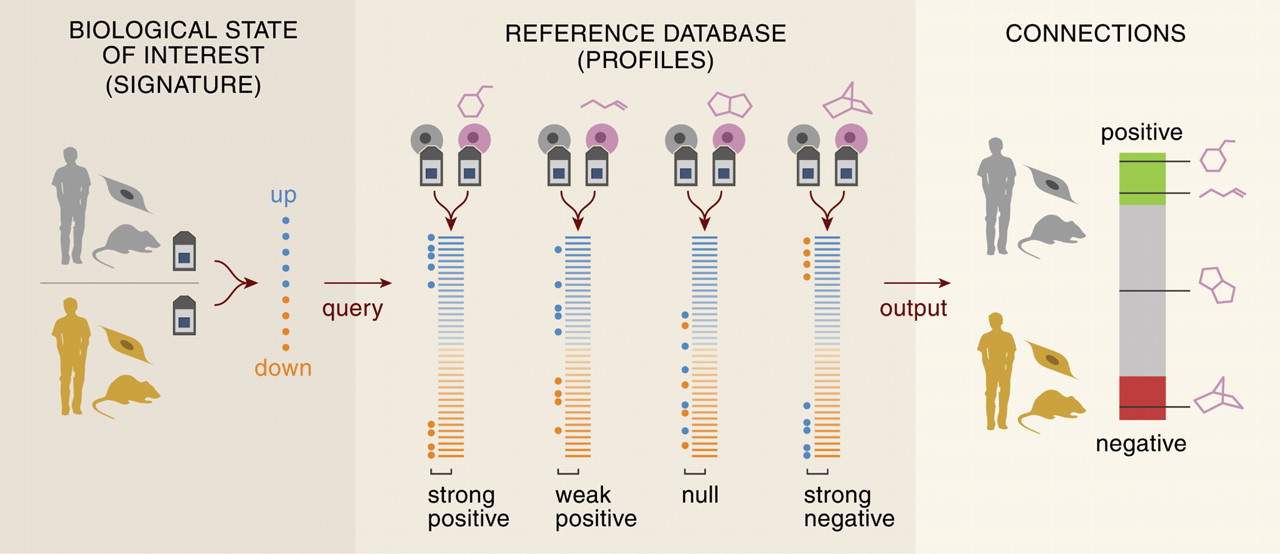 BIOLOGICAL STATE
OF INTEREST
(SIGNATURE)
up
down
query
REFERENCE DATABASE
(PROFILES)
strong
positive
weak
positive
null
strong
negative
output
CONNECTIONS
positive
negative